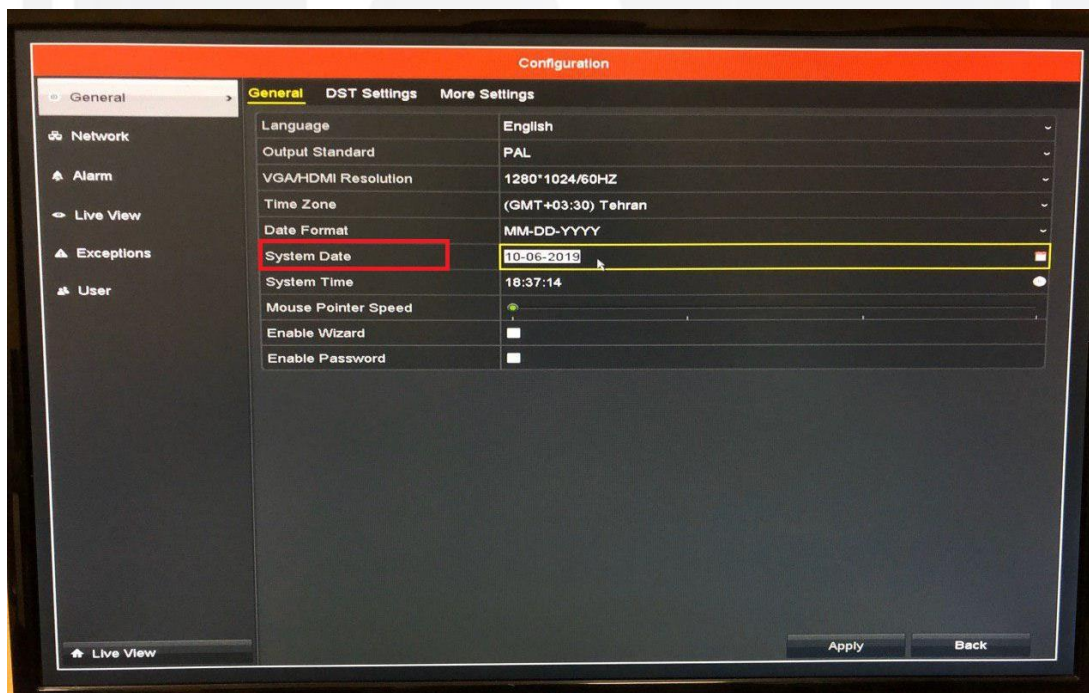 Configuration
General
Network
Alarm
Live View
Exceptions
User
General DST Settings More Settings
Language English
Output Standard PAL
VGA/HDMI Resolution 1280*1024/60HZ
Time Zone (GMT+03:30) Tehran
Date Format MM-DD-YYYY
System Date 10-06-2019
System Time 18:37:14
Mouse Pointer Speed
Enable Wizard
Enable Password
Live View
Apply Back